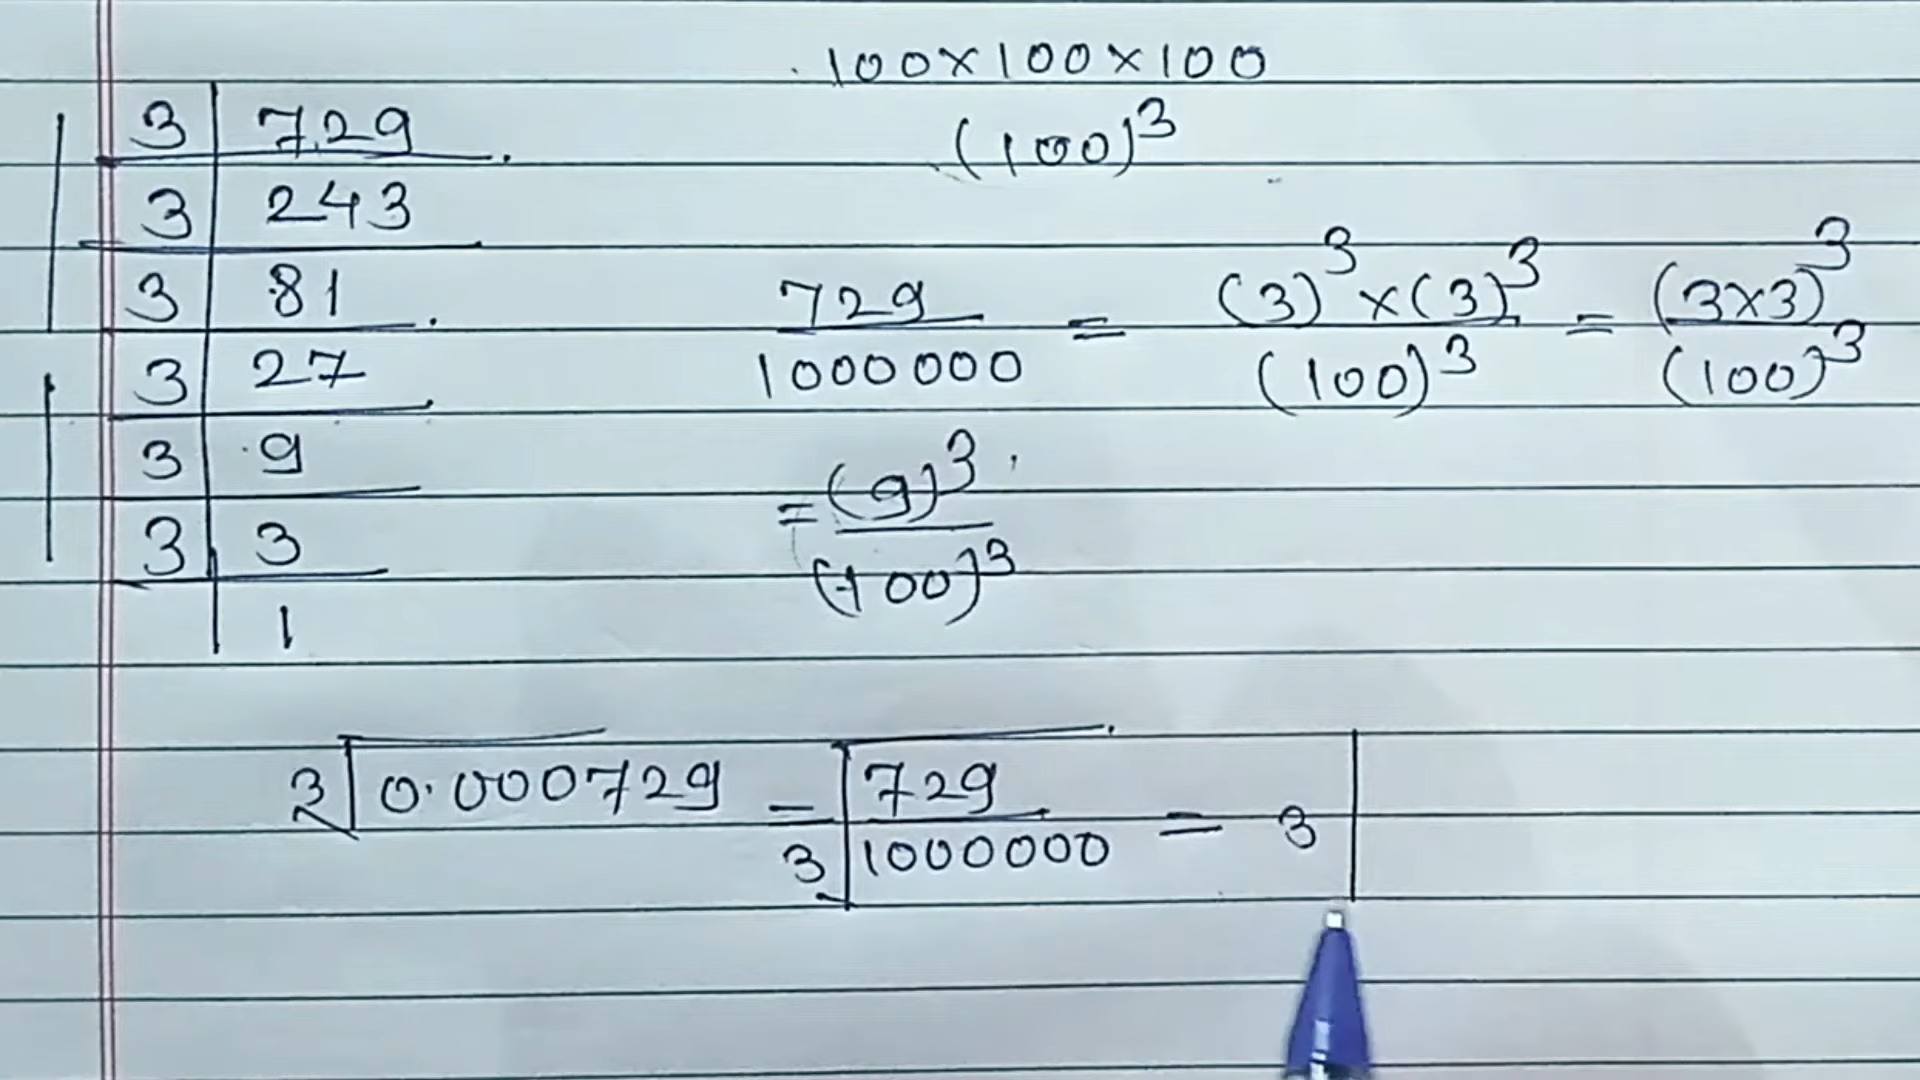 100×100×100
(100)³
3 | 729
3 | 243
3 | 81
3 | 27
3 | 9
3 | 3
1
729/1000000 = (3)³×(3)³/(100)³ = (3×3)³/(100)³
= (9)³/(100)³
³√0.000729 = ³√729/1000000 = 3